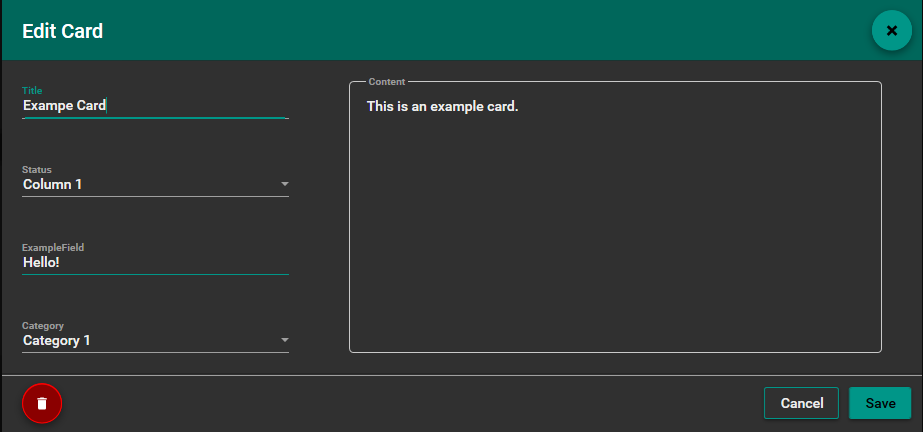 Edit Card
Title
Exampe Card
Status
Column 1
ExampleField
Hello!
Category
Category 1
Content
This is an example card.
Cancel
Save